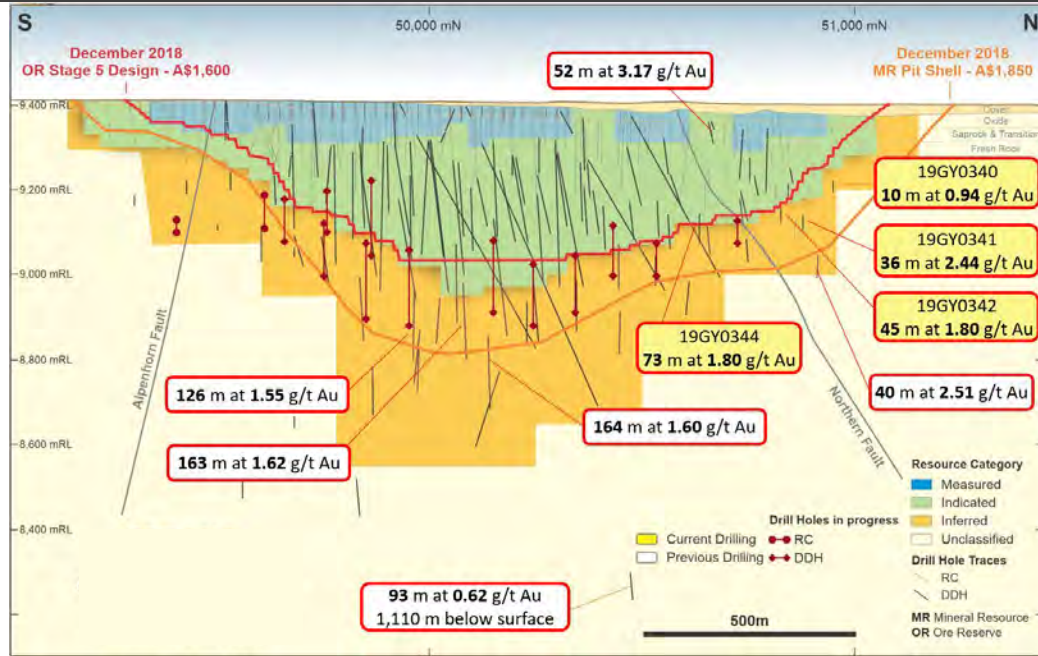 S
50,000 mN
51,000 mN
N
December 2018
OR Stage 5 Design - A$1,600
December 2018
MR Pit Shell - A$1,850
52 m at 3.17 g/t Au
9,400 mRL
Cover
Oxide
Saprock & Transition
Fresh Rock
19GY0340
10 m at 0.94 g/t Au
9,200 mRL
19GY0341
36 m at 2.44 g/t Au
9,000 mRL
19GY0342
45 m at 1.80 g/t Au
19GY0344
73 m at 1.80 g/t Au
8,800 mRL
Alpenhorn Fault
126 m at 1.55 g/t Au
40 m at 2.51 g/t Au
164 m at 1.60 g/t Au
163 m at 1.62 g/t Au
Northern Fault
8,600 mRL
8,400 mRL
Resource Category
Measured
Indicated
Inferred
Unclassified
Drill Hole Traces
RC
DDH
MR Mineral Resource
OR Ore Reserve
Drill Holes in progress
Current Drilling
RC
Previous Drilling
DDH
93 m at 0.62 g/t Au
1,110 m below surface
500m